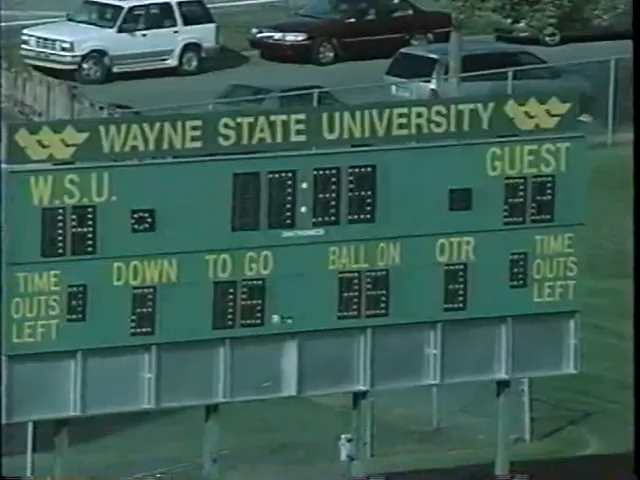 WAYNE STATE UNIVERSITY
W.S.U.
GUEST
TIME OUTS LEFT
DOWN
TO GO
BALL ON
QTR
TIME OUTS LEFT